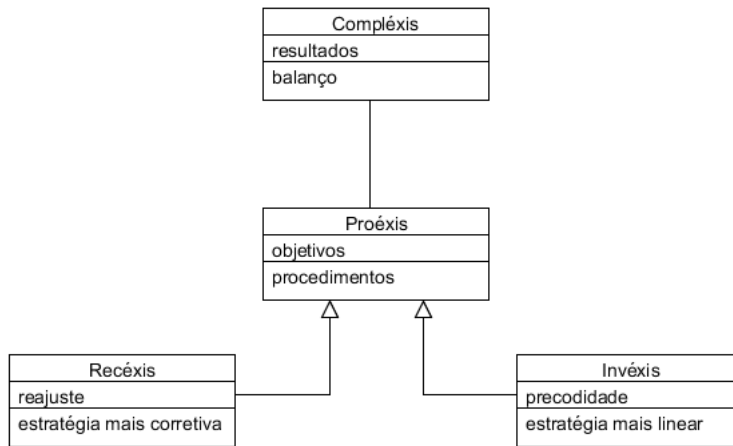 Compléxis
resultados
balanço
Proéxis
objetivos
procedimentos
Recéxis
reajuste
estratégia mais corretiva
Invéxis
precodidade
estratégia mais linear